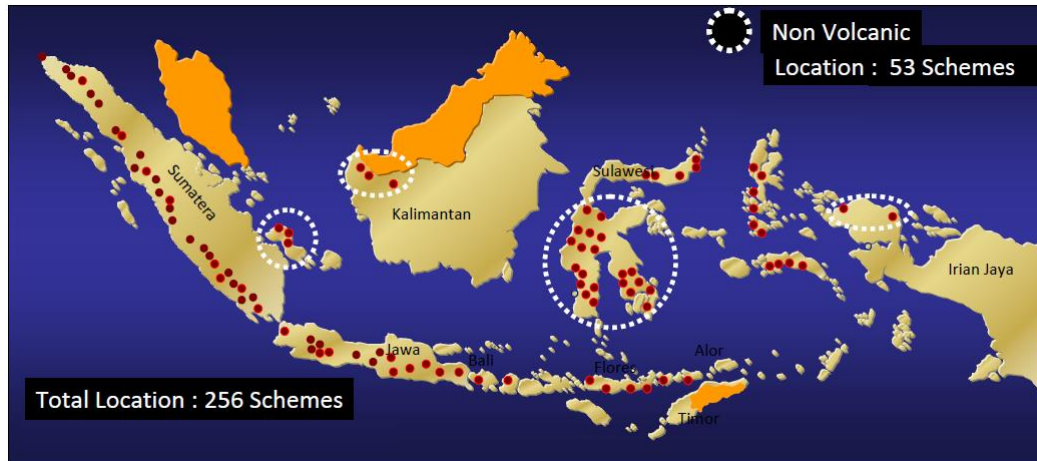 Non Volcanic
Location : 53 Schemes
Sulawesi
Sumatera
Kalimantan
Irian Jaya
Jawa
Bali
Flores
Alor
Timor
Total Location : 256 Schemes